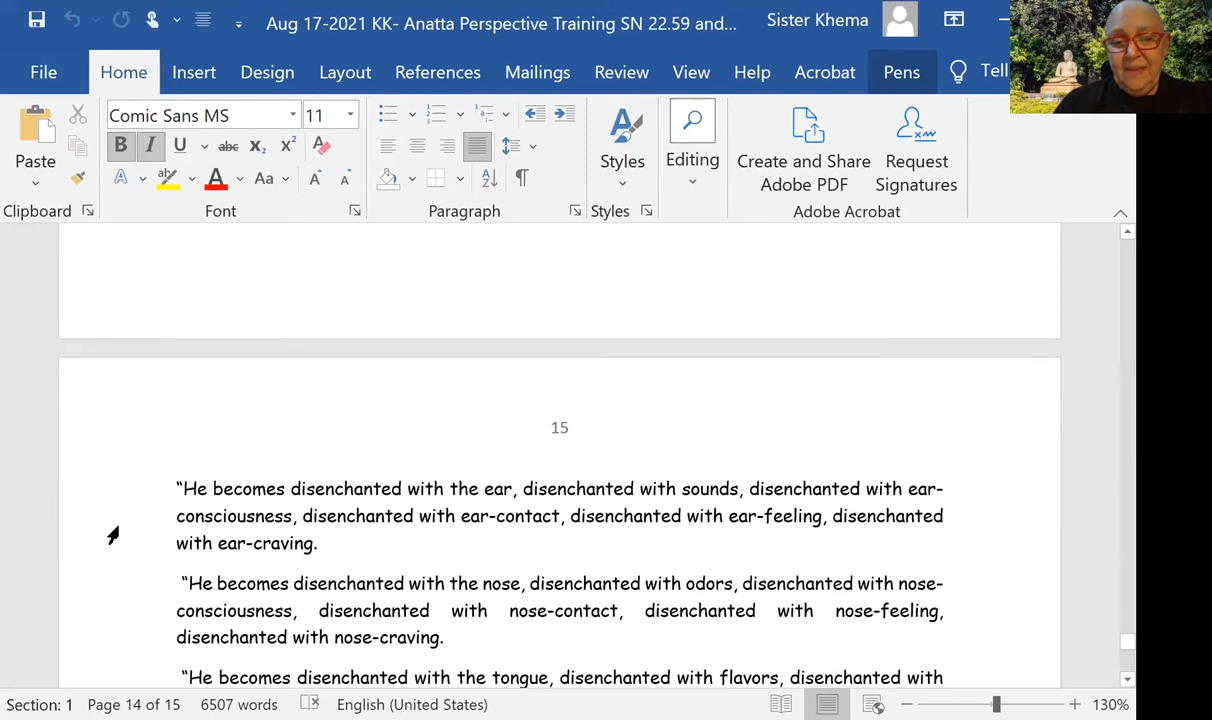 Aug 17-2021 KK- Anatta Perspective Training SN 22.59 and...
Sister Khema
File Home Insert Design Layout References Mailings Review View Help Acrobat Pens Tell
Paste
Clipboard
Comic Sans MS 11
B I U abc x₂ x² A
A A Aa A A
Font
Paragraph
Styles
Styles
Editing
Create and Share
Adobe PDF
Request
Signatures
Adobe Acrobat
15
“He becomes disenchanted with the ear, disenchanted with sounds, disenchanted with ear-
consciousness, disenchanted with ear-contact, disenchanted with ear-feeling, disenchanted
with ear-craving.
“He becomes disenchanted with the nose, disenchanted with odors, disenchanted with nose-
consciousness, disenchanted with nose-contact, disenchanted with nose-feeling,
disenchanted with nose-craving.
“He becomes disenchanted with the tongue, disenchanted with flavors, disenchanted with
Section: 1 Page 14 of 15 6507 words English (United States) 130%